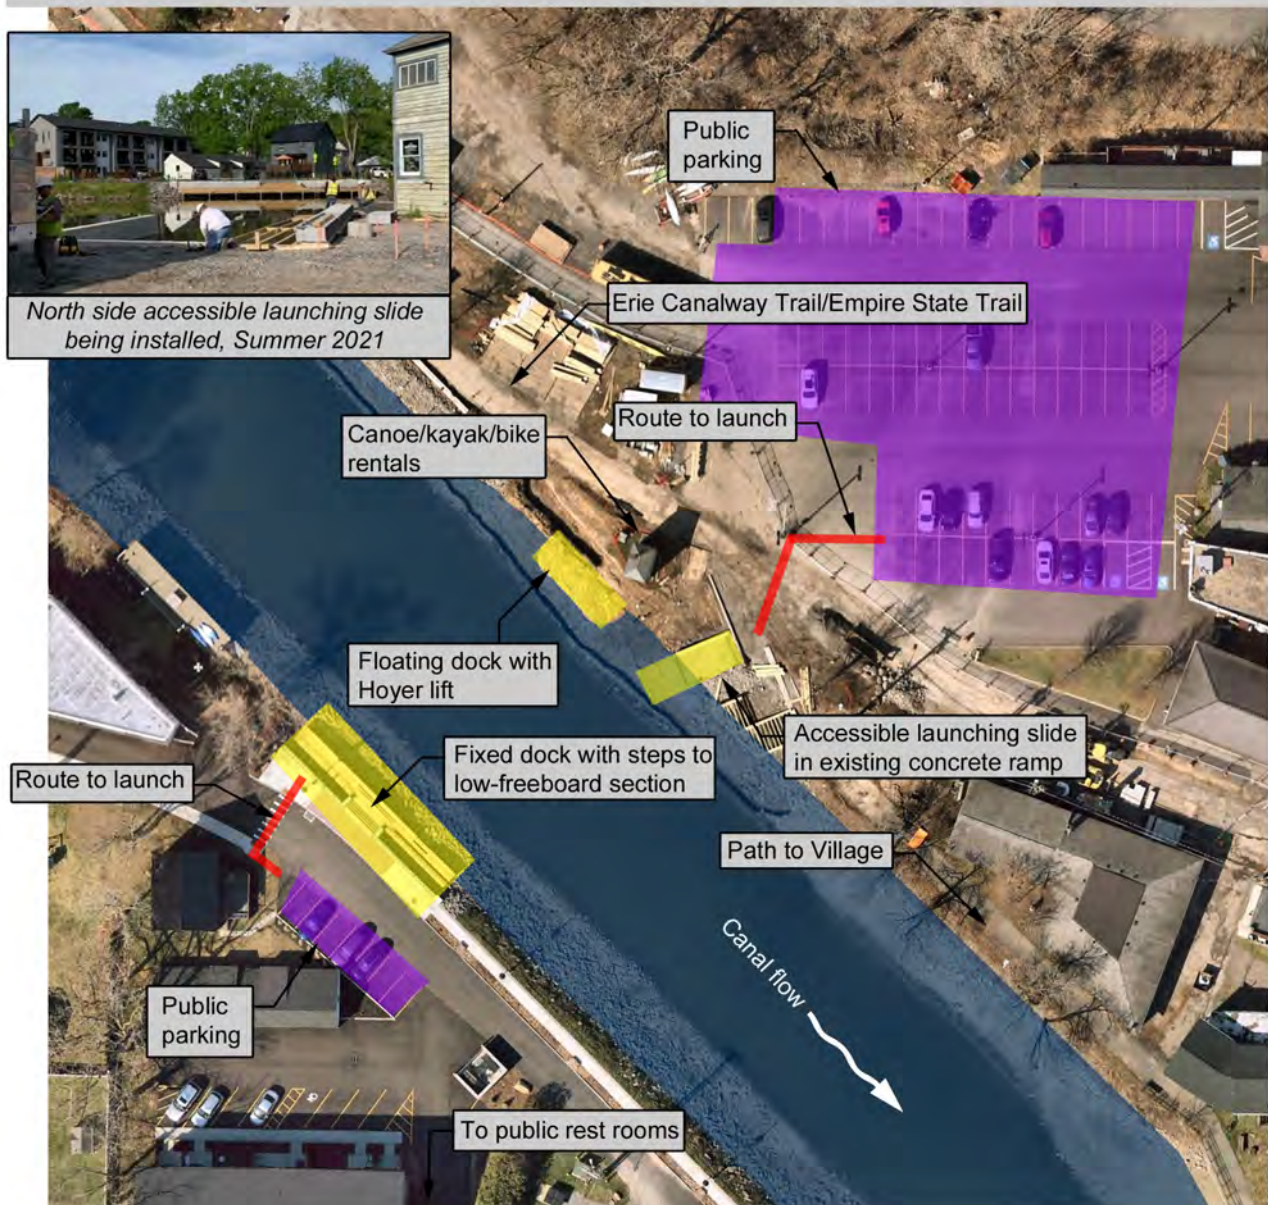 North side accessible launching slide
being installed, Summer 2021
Public
parking
Erie Canalway Trail/Empire State Trail
Route to launch
Canoe/kayak/bike
rentals
Floating dock with
Hoyer lift
Fixed dock with steps to
low-freeboard section
Accessible launching slide
in existing concrete ramp
Route to launch
Path to Village
Canal flow
Public
parking
To public rest rooms